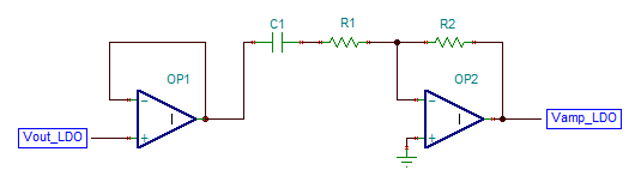 C1
R1
R2
OP1
OP2
Vout_LDO
Vamp_LDO